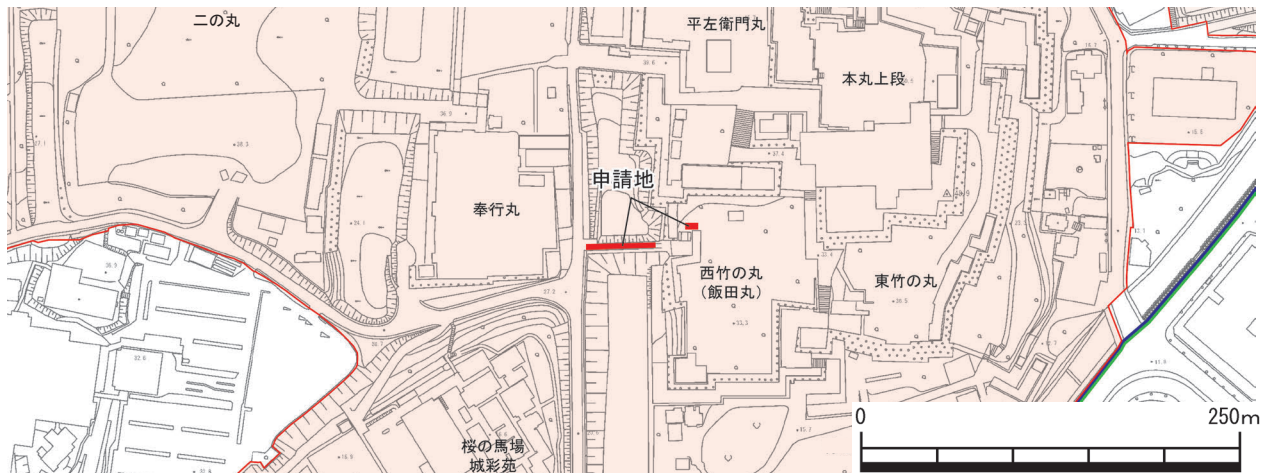 二の丸
平左衛門丸
本丸上段
申請地
奉行丸
西竹の丸
(飯田丸)
東竹の丸
桜の馬場
城彩苑
0
250m